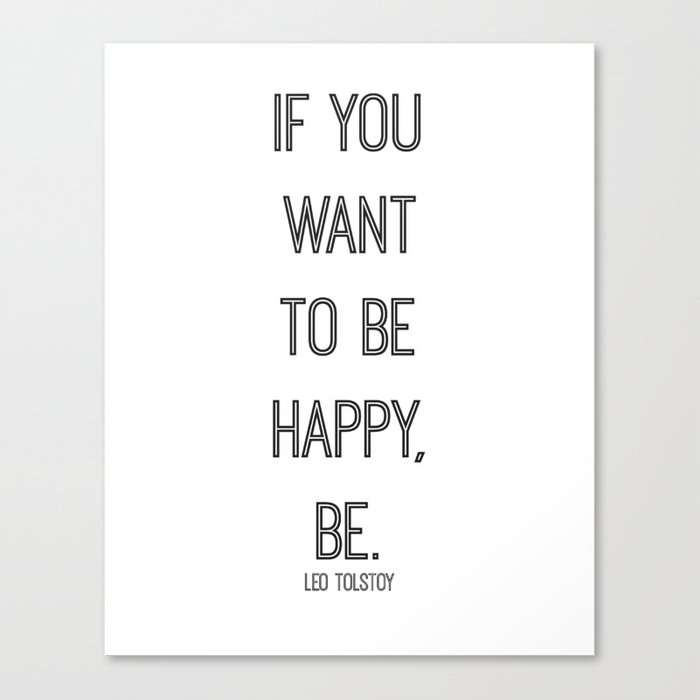 IF YOU
WANT
TO BE
HAPPY,
BE.
LEO TOLSTOY